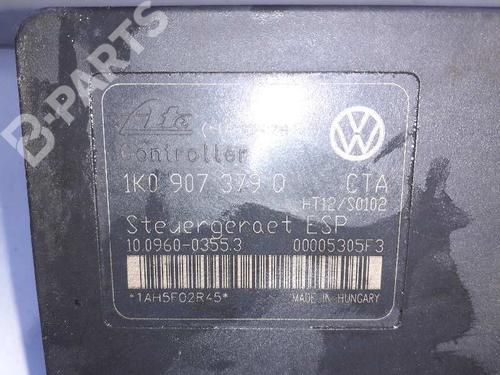 B-PARTS
Ate
Controller
1K0 907 379 Q CTA
HT12/S0102
Steuergeraet ESP
10.0960-0355.3 00005305F3
*1AH5F02R45* MADE IN HUNGARY
B-PARTS